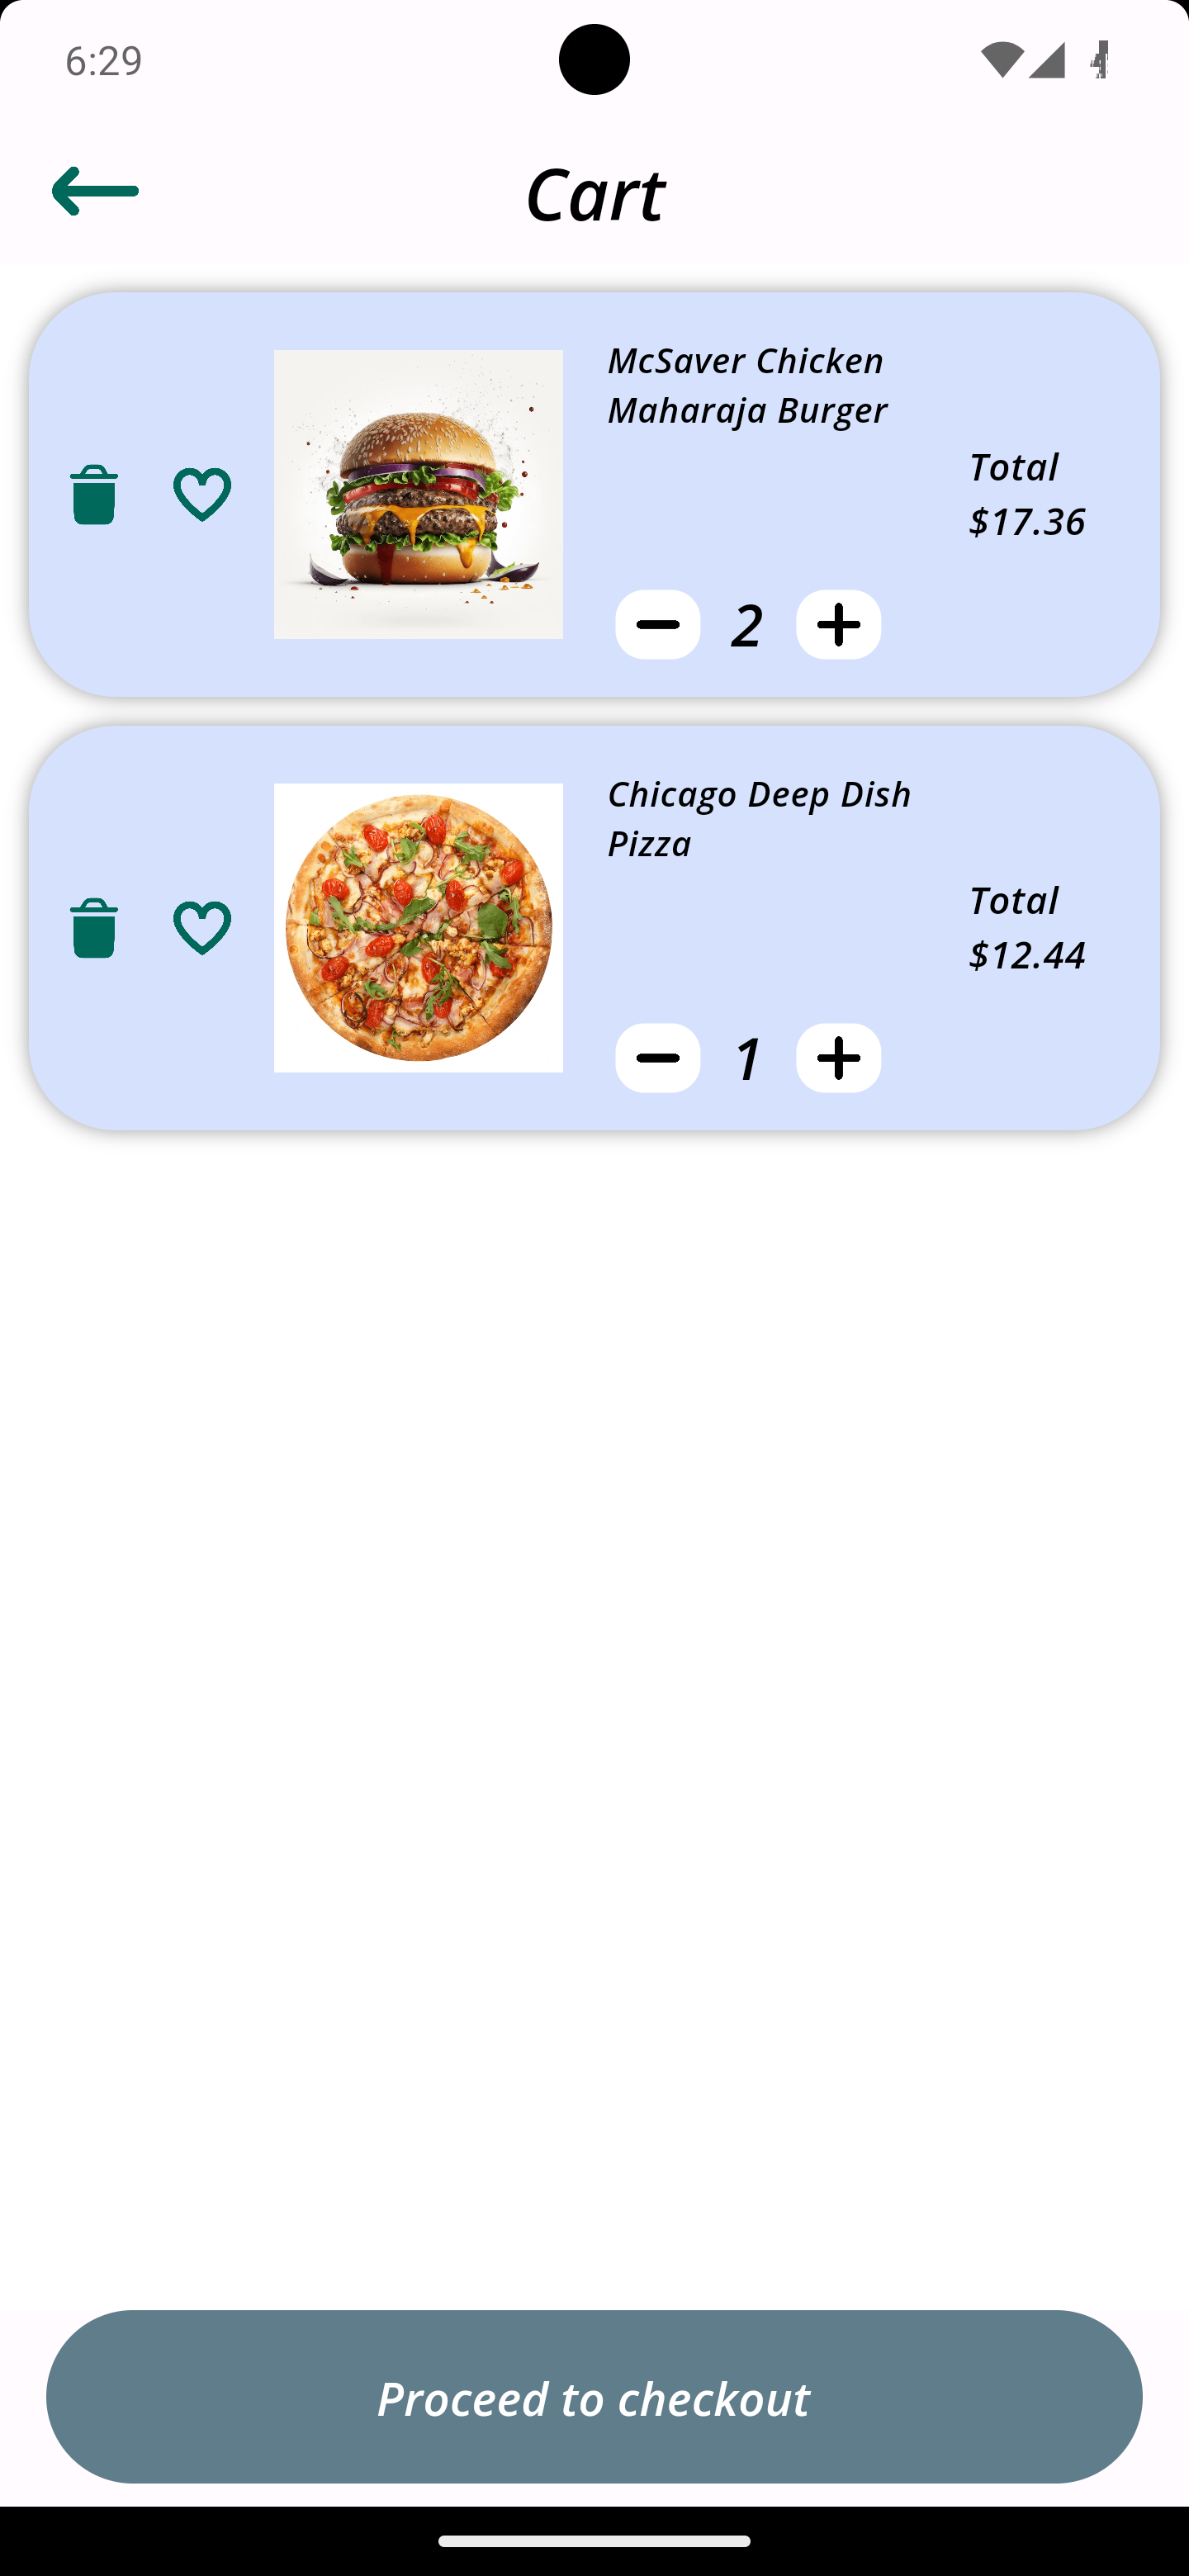 6:29
Cart
McSaver Chicken
Maharaja Burger
Total
$17.36
2
Chicago Deep Dish
Pizza
Total
$12.44
1
Proceed to checkout